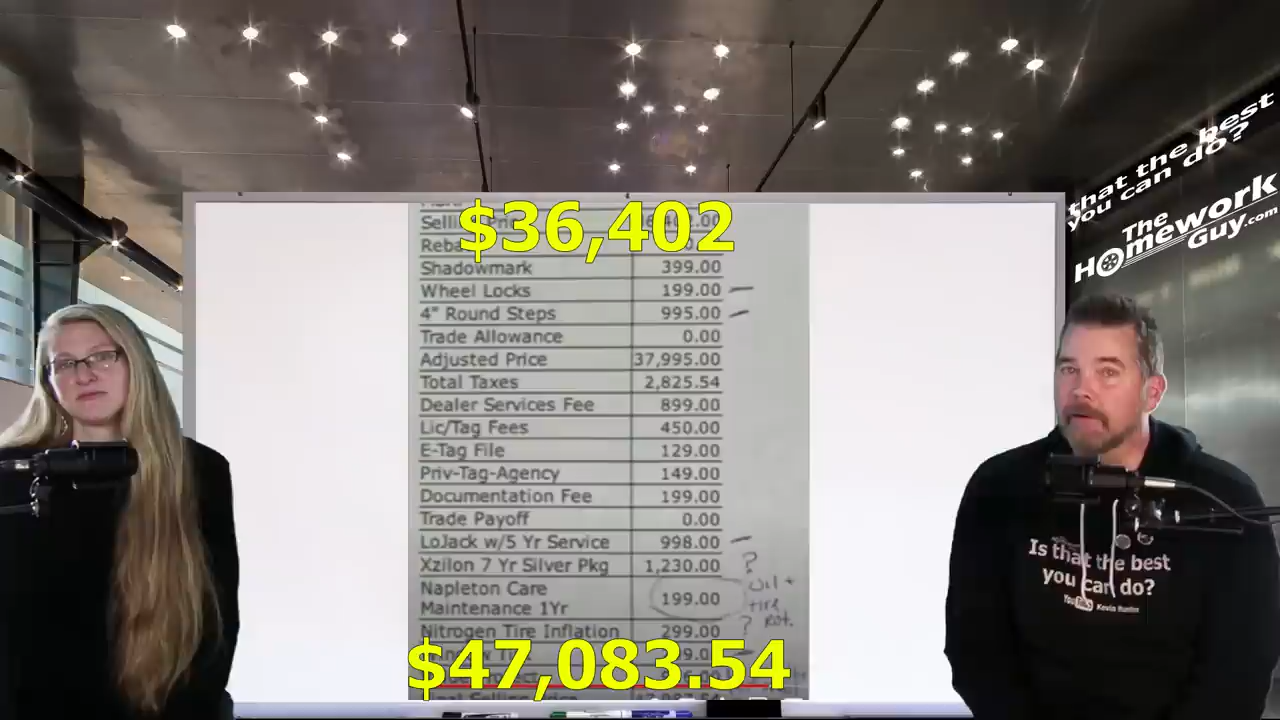 $36,402
Shadowmark 399.00
Wheel Locks 199.00
4" Round Steps 995.00
Trade Allowance 0.00
Adjusted Price 37,995.00
Total Taxes 2,825.54
Dealer Services Fee 899.00
Lic/Tag Fees 450.00
E-Tag File 129.00
Priv-Tag-Agency 149.00
Documentation Fee 199.00
Trade Payoff 0.00
LoJack w/5 Yr Service 998.00
Xzilon 7 Yr Silver Pkg 1,230.00 ?
Napleton Care
Maintenance 1Yr 199.00
Nitrogen Tire Inflation 299.00 ?
$47,083.54
that the best
you can do?
The
Homework
Guy.com
Is that the best
you can do?
YouTube Kevin Hunter